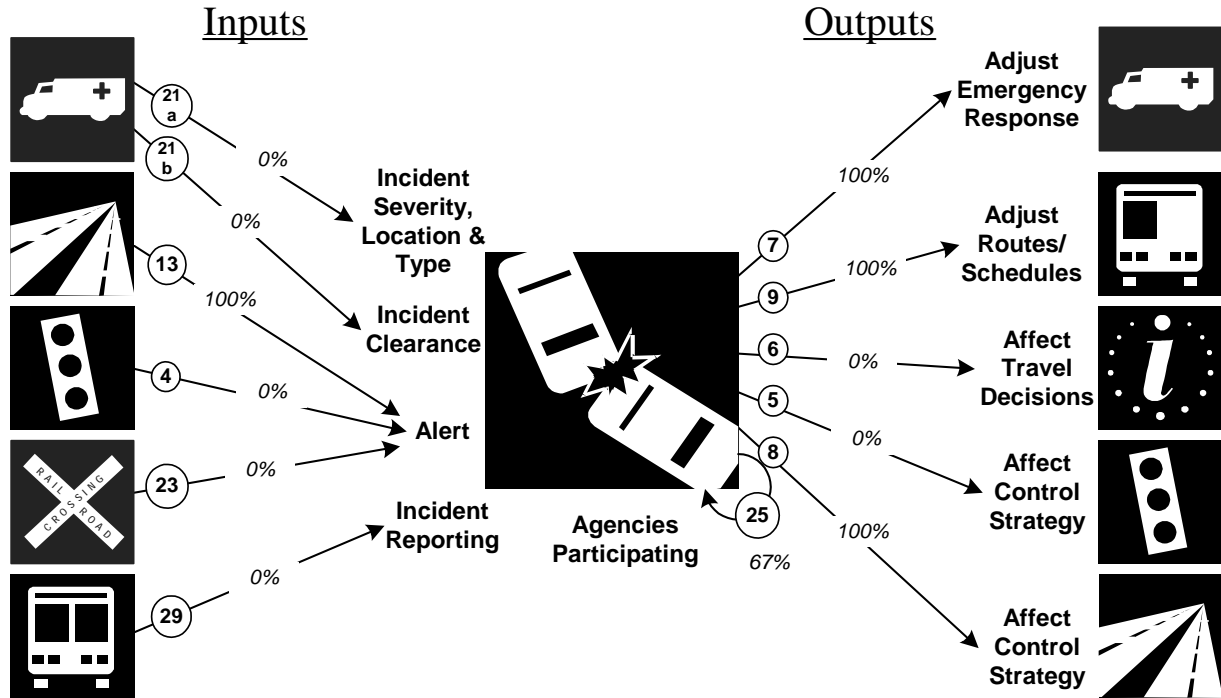 Inputs
Outputs
21
a
0%
21
b
0%
13
100%
4
0%
23
0%
29
0%
RAIL
ROAD
CROSSING
Incident
Severity,
Location &
Type
Incident
Clearance
Alert
Incident
Reporting
Agencies
Participating
25
67%
7
100%
9
100%
6
0%
5
0%
8
100%
Adjust
Emergency
Response
Adjust
Routes/
Schedules
Affect
Travel
Decisions
i
Affect
Control
Strategy
Affect
Control
Strategy